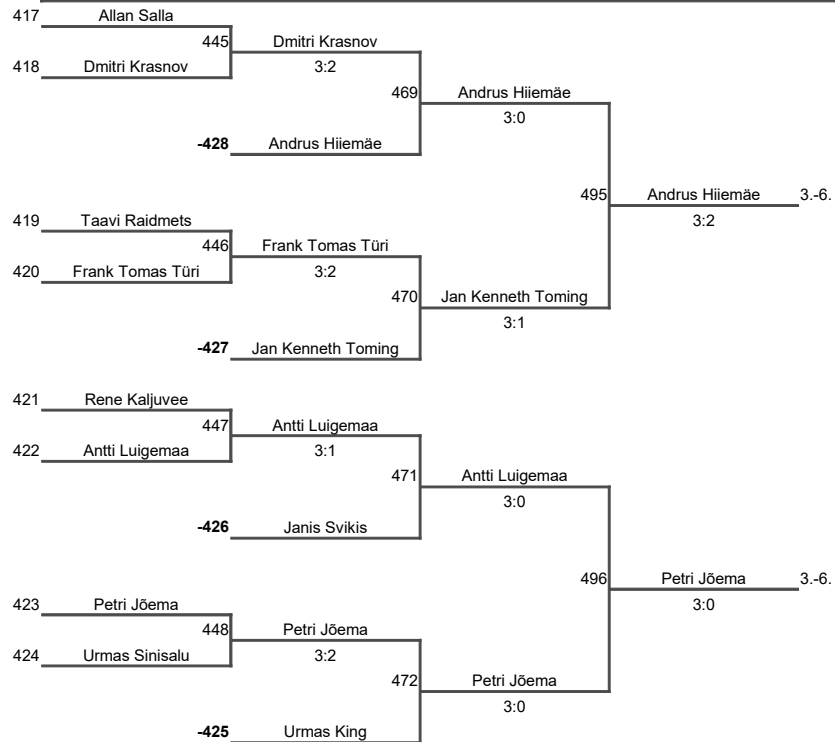 417 Allan Salla
445 Dmitri Krasnov
418 Dmitri Krasnov 3:2
469 Andrus Hiiemäe
3:0
-428 Andrus Hiiemäe
495 Andrus Hiiemäe 3.-6.
3:2
419 Taavi Raidmets
446 Frank Tomas Türi
420 Frank Tomas Türi 3:2
470 Jan Kenneth Toming
3:1
-427 Jan Kenneth Toming
421 Rene Kaljuvee
447 Antti Luigemaa
422 Antti Luigemaa 3:1
471 Antti Luigemaa
3:0
-426 Janis Svikis
496 Petri Jõema 3.-6.
3:0
423 Petri Jõema
448 Petri Jõema
424 Urmas Sinisalu 3:2
472 Petri Jõema
3:0
-425 Urmas King